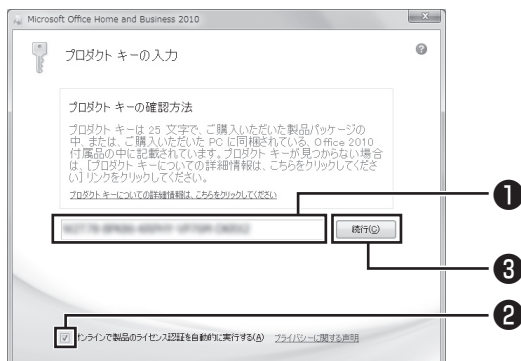 Microsoft Office Home and Business 2010
プロダクト キーの入力
プロダクト キーの確認方法
プロダクト キーは 25 文字で、ご購入いただいた製品パッケージの
中、または、ご購入いただいた PC に同梱されている、Office 2010
付属品の中に記載されています。プロダクト キーが見つからない場合
は、[プロダクト キーについての詳細情報は、こちらをクリックしてくださ
い] リンクをクリックしてください。
プロダクト キーについての詳細情報は、こちらをクリックしてください
❶
続行(C)
❸
❷
オンラインで製品のライセンス認証を自動的に実行する(A) プライバシーに関する声明